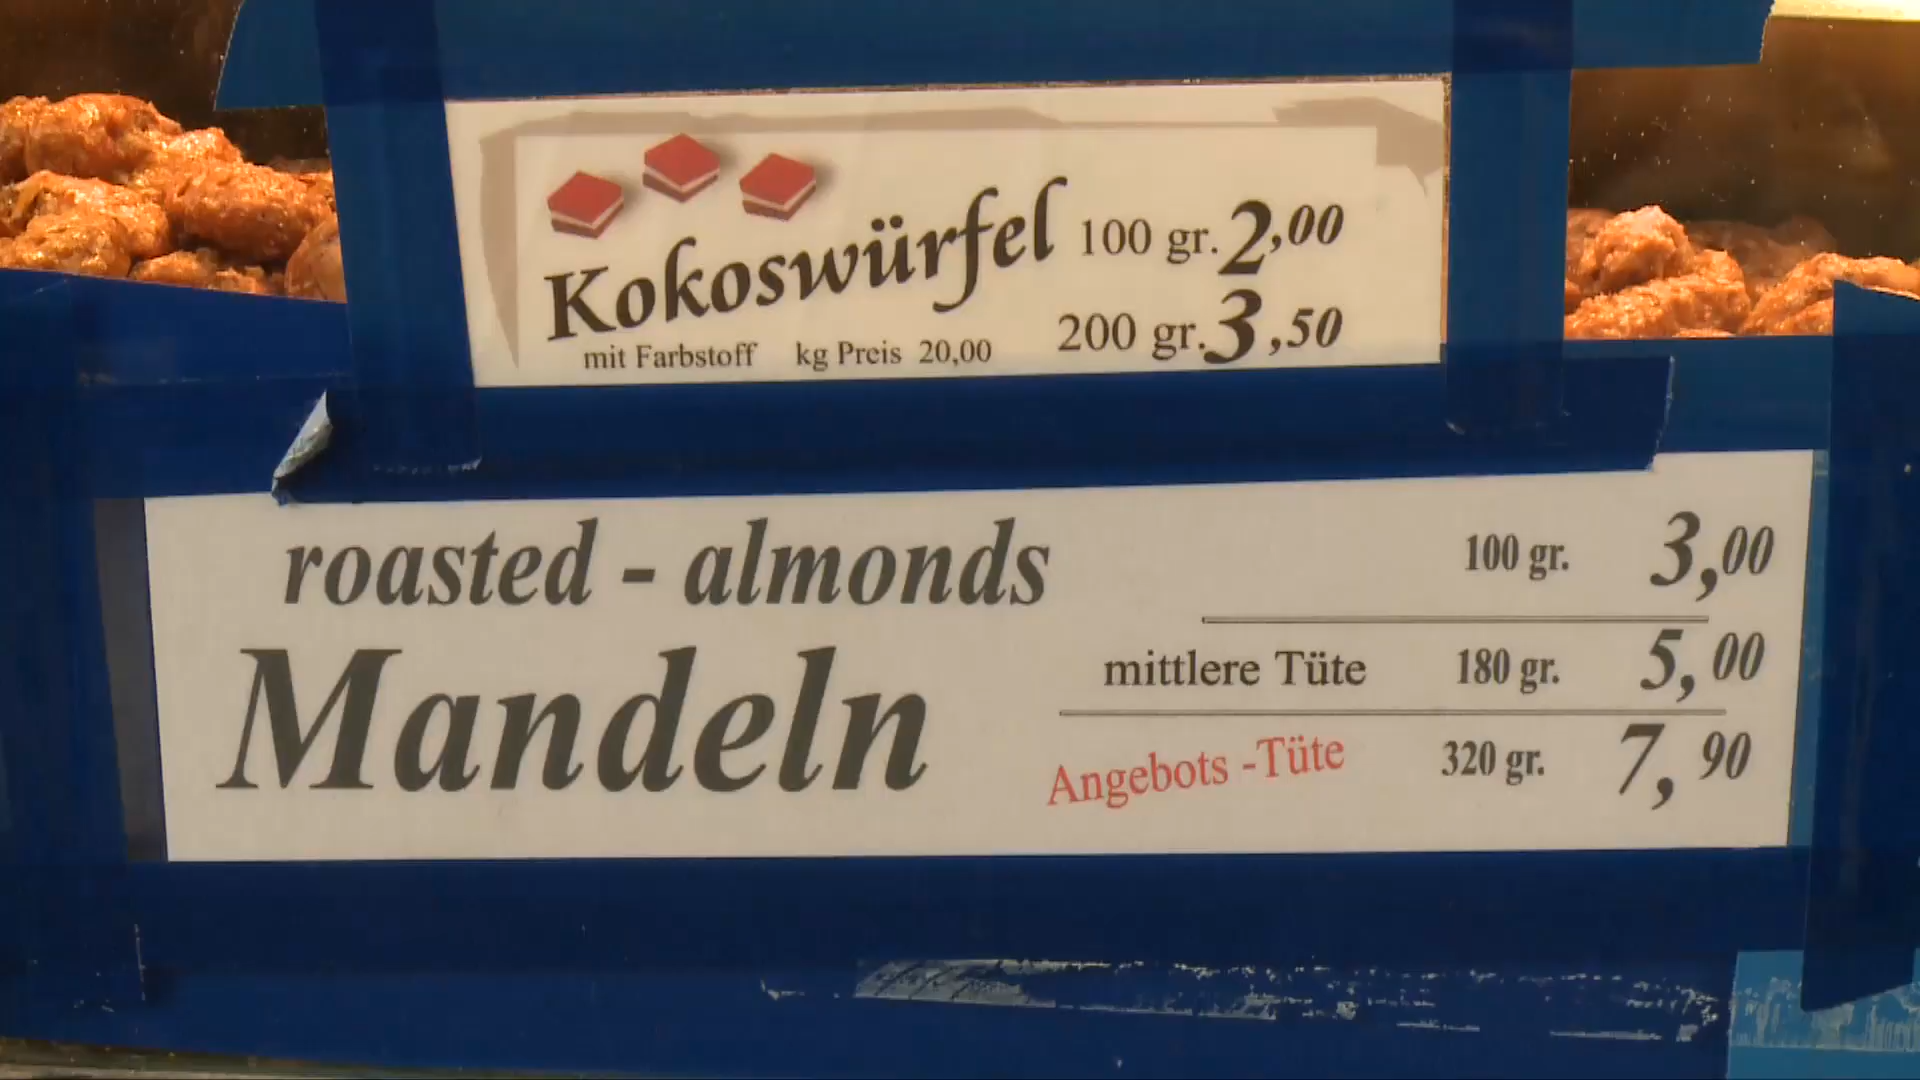 Kokoswürfel 100 gr. 2,00
200 gr. 3,50
mit Farbstoff kg Preis 20,00
roasted - almonds 100 gr. 3,00
Mandeln mittlere Tüte 180 gr. 5,00
Angebots -Tüte 320 gr. 7,90